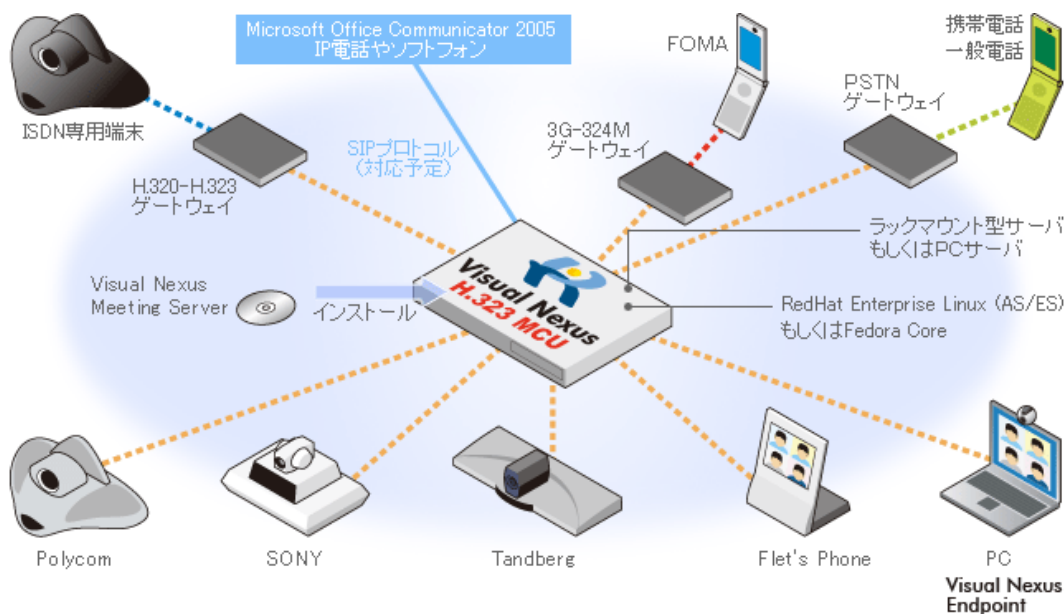 Microsoft Office Communicator 2005
IP電話やソフトフォン
FOMA
携帯電話
一般電話
PSTN
ゲートウェイ
ISDN専用端末
SIPプロトコル
(対応予定)
3G-324M
ゲートウェイ
H.320-H.323
ゲートウェイ
ラックマウント型サーバ
もしくはPCサーバ
Visual Nexus
Meeting Server
インストール
Visual Nexus
H.323 MCU
RedHat Enterprise Linux (AS/ES)
もしくはFedora Core
Polycom
SONY
Tandberg
Flet's Phone
PC
Visual Nexus
Endpoint